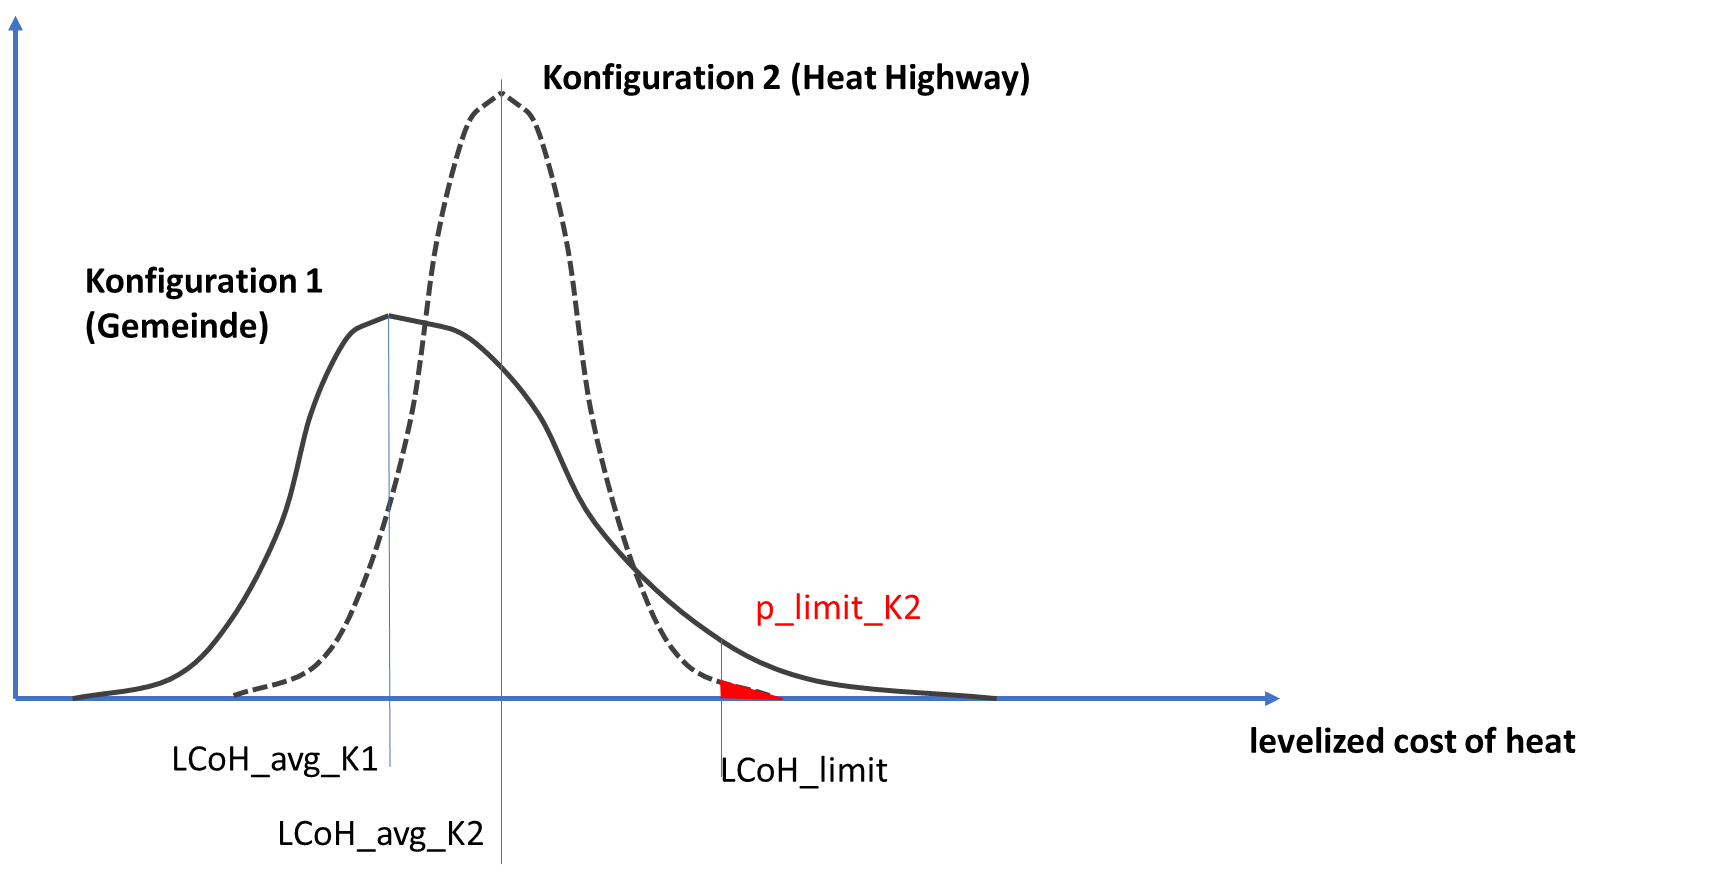 Konfiguration 2 (Heat Highway)
Konfiguration 1
(Gemeinde)
p_limit_K2
levelized cost of heat
LCoH_avg_K1
LCoH_limit
LCoH_avg_K2